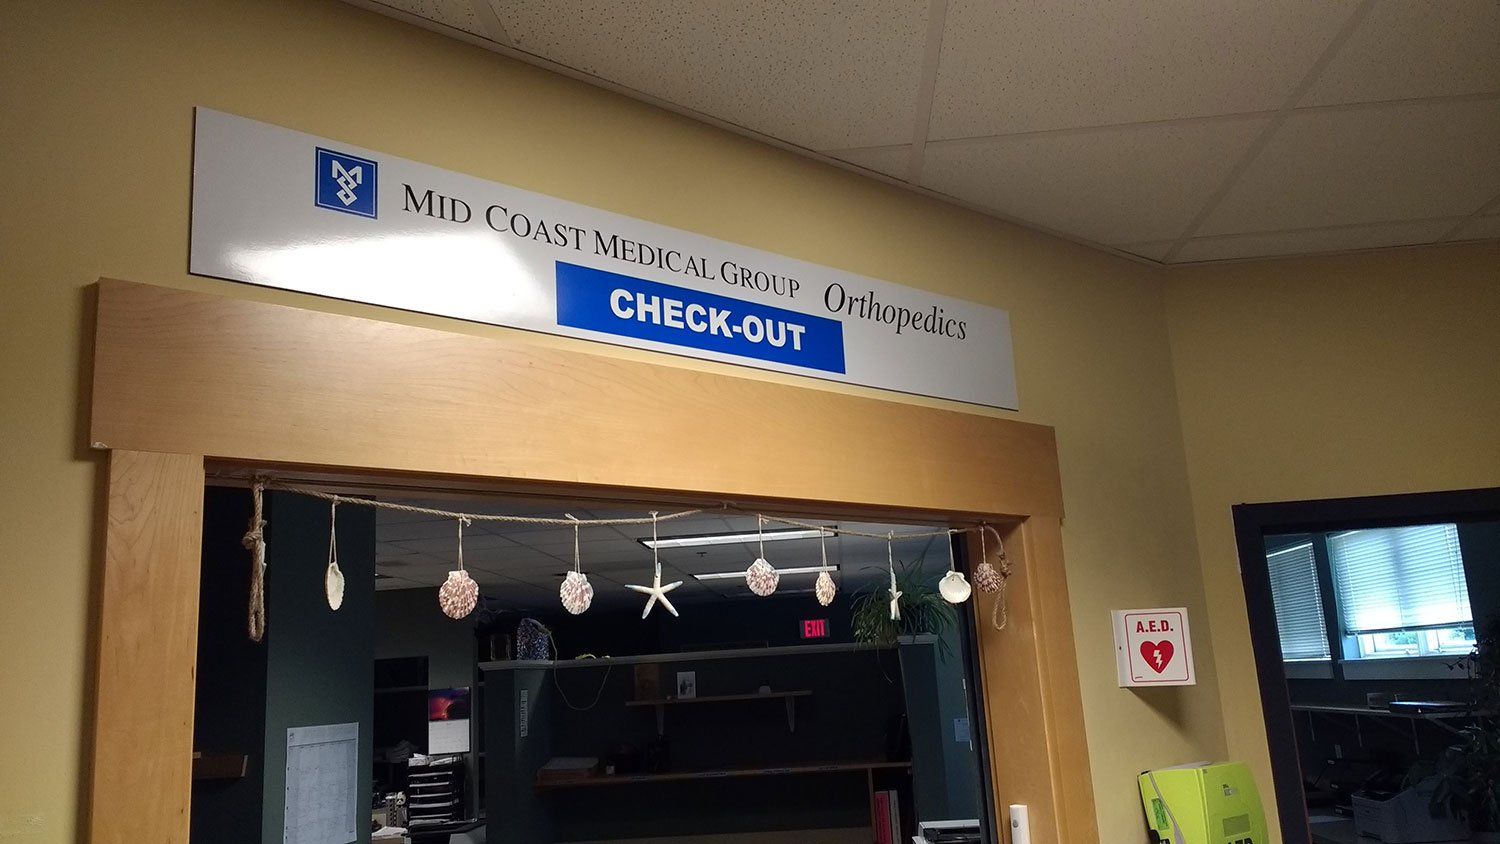 MID COAST MEDICAL GROUP Orthopedics
CHECK-OUT
EXIT
A.E.D.